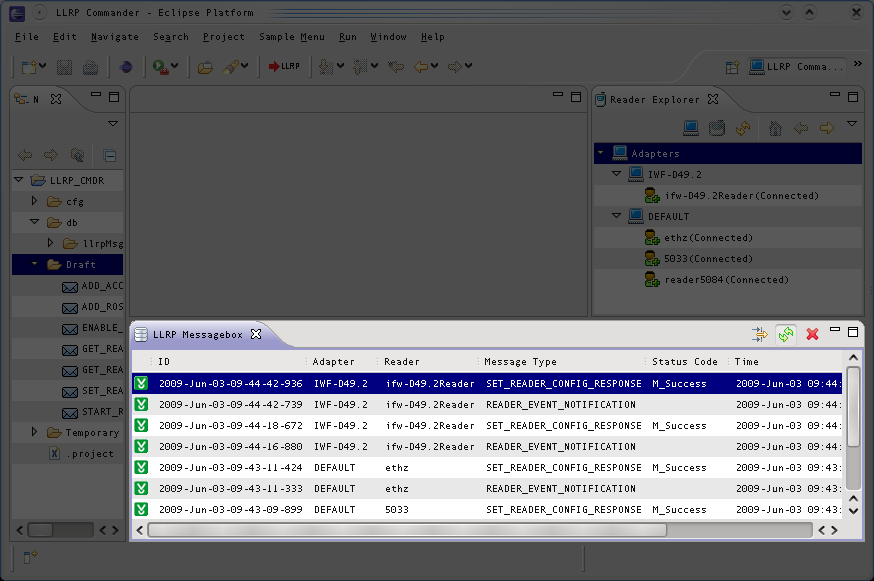 LLRP Commander - Eclipse Platform
File Edit Navigate Search Project Sample Menu Run Window Help
LLRP
LLRP Comma...
N
LLRP_CMDR
cfg
db
llrpMsg
Draft
ADD_ACC
ADD_ROS
ENABLE_
GET_REA
GET_REA
SET_REA
START_R
Temporary
.project
Reader Explorer
Adapters
IWF-D49.2
ifw-D49.2Reader(Connected)
DEFAULT
ethz(Connected)
5033(Connected)
reader5084(Connected)
LLRP Messagebox
ID Adapter Reader Message Type Status Code Time
2009-Jun-03-09-44-42-936 IWF-D49.2 ifw-D49.2Reader SET_READER_CONFIG_RESPONSE M_Success 2009-Jun-03 09:44:
2009-Jun-03-09-44-42-739 IWF-D49.2 ifw-D49.2Reader READER_EVENT_NOTIFICATION 2009-Jun-03 09:44:
2009-Jun-03-09-44-18-672 IWF-D49.2 ifw-D49.2Reader SET_READER_CONFIG_RESPONSE M_Success 2009-Jun-03 09:44:
2009-Jun-03-09-44-16-880 IWF-D49.2 ifw-D49.2Reader READER_EVENT_NOTIFICATION 2009-Jun-03 09:44:
2009-Jun-03-09-43-11-424 DEFAULT ethz SET_READER_CONFIG_RESPONSE M_Success 2009-Jun-03 09:43:
2009-Jun-03-09-43-11-333 DEFAULT ethz READER_EVENT_NOTIFICATION 2009-Jun-03 09:43:
2009-Jun-03-09-43-09-899 DEFAULT 5033 SET_READER_CONFIG_RESPONSE M_Success 2009-Jun-03 09:43: